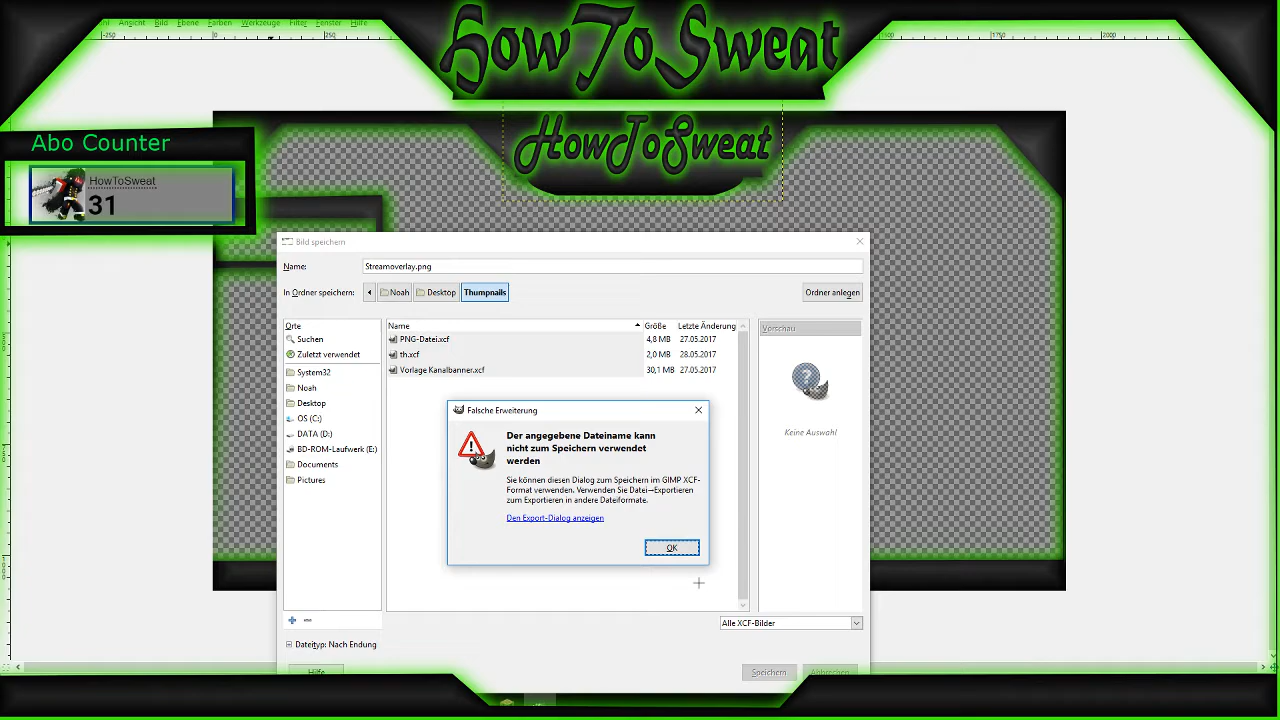 Ansicht Bild Ebene Farben Werkzeuge Filter Fenster Hilfe
-250 0 250 1750 2000
HowToSweat
HowToSweat
Abo Counter
HowToSweat
31
Bild speichern
Name: Streamoverlay.png
In Ordner speichern: Noah Desktop Thumpnails Ordner anlegen
Orte Name Größe Letzte Änderung Vorschau
Suchen PNG-Datei.xcf 4,8 MB 27.05.2017
Zuletzt verwendet th.xcf 2,0 MB 28.05.2017
System32 Vorlage Kanalbanner.xcf 30,1 MB 27.05.2017
Noah
Desktop
OS (C:)
DATA (D:)
BD-ROM-Laufwerk (E:)
Documents
Pictures
Keine Auswahl
Falsche Erweiterung
Der angegebene Dateiname kann
nicht zum Speichern verwendet
werden
Sie können diesen Dialog zum Speichern im GIMP XCF-
Format verwenden. Verwenden Sie Datei→Exportieren
zum Exportieren in andere Dateiformate.
Den Export-Dialog anzeigen
OK
Alle XCF-Bilder
Dateityp: Nach Endung
Hilfe Speichern Abbrechen